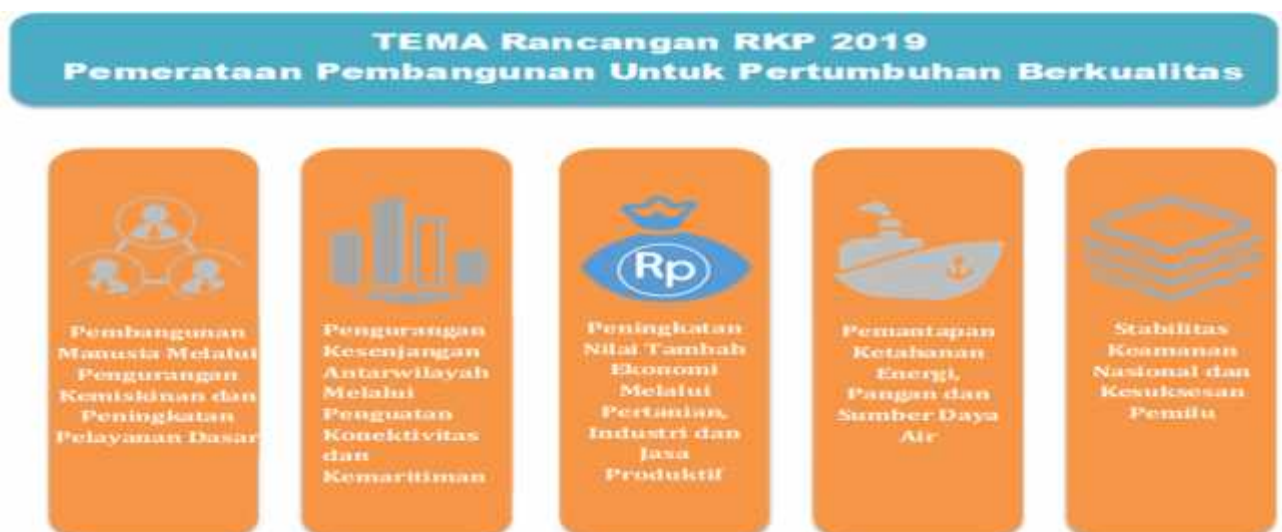 TEMA Rancangan RKP 2019
Pemerataan Pembangunan Untuk Pertumbuhan Berkualitas
Pembangunan
Manusia Melalui
Pengurangan
Kemiskinan dan
Peningkatan
Pelayanan Dasar
Pengurangan
Kesenjangan
Antarwilayah
Melalui
Penguatan
Konektivitas
dan
Kemaritiman
Rp
Peningkatan
Nilai Tambah
Ekonomi
Melalui
Pertanian,
Industri dan
Jasa
Produktif
Pemantapan
Ketahanan
Energi,
Pangan dan
Sumber Daya
Air
Stabilitas
Keamanan
Nasional dan
Kesuksesan
Pemilu